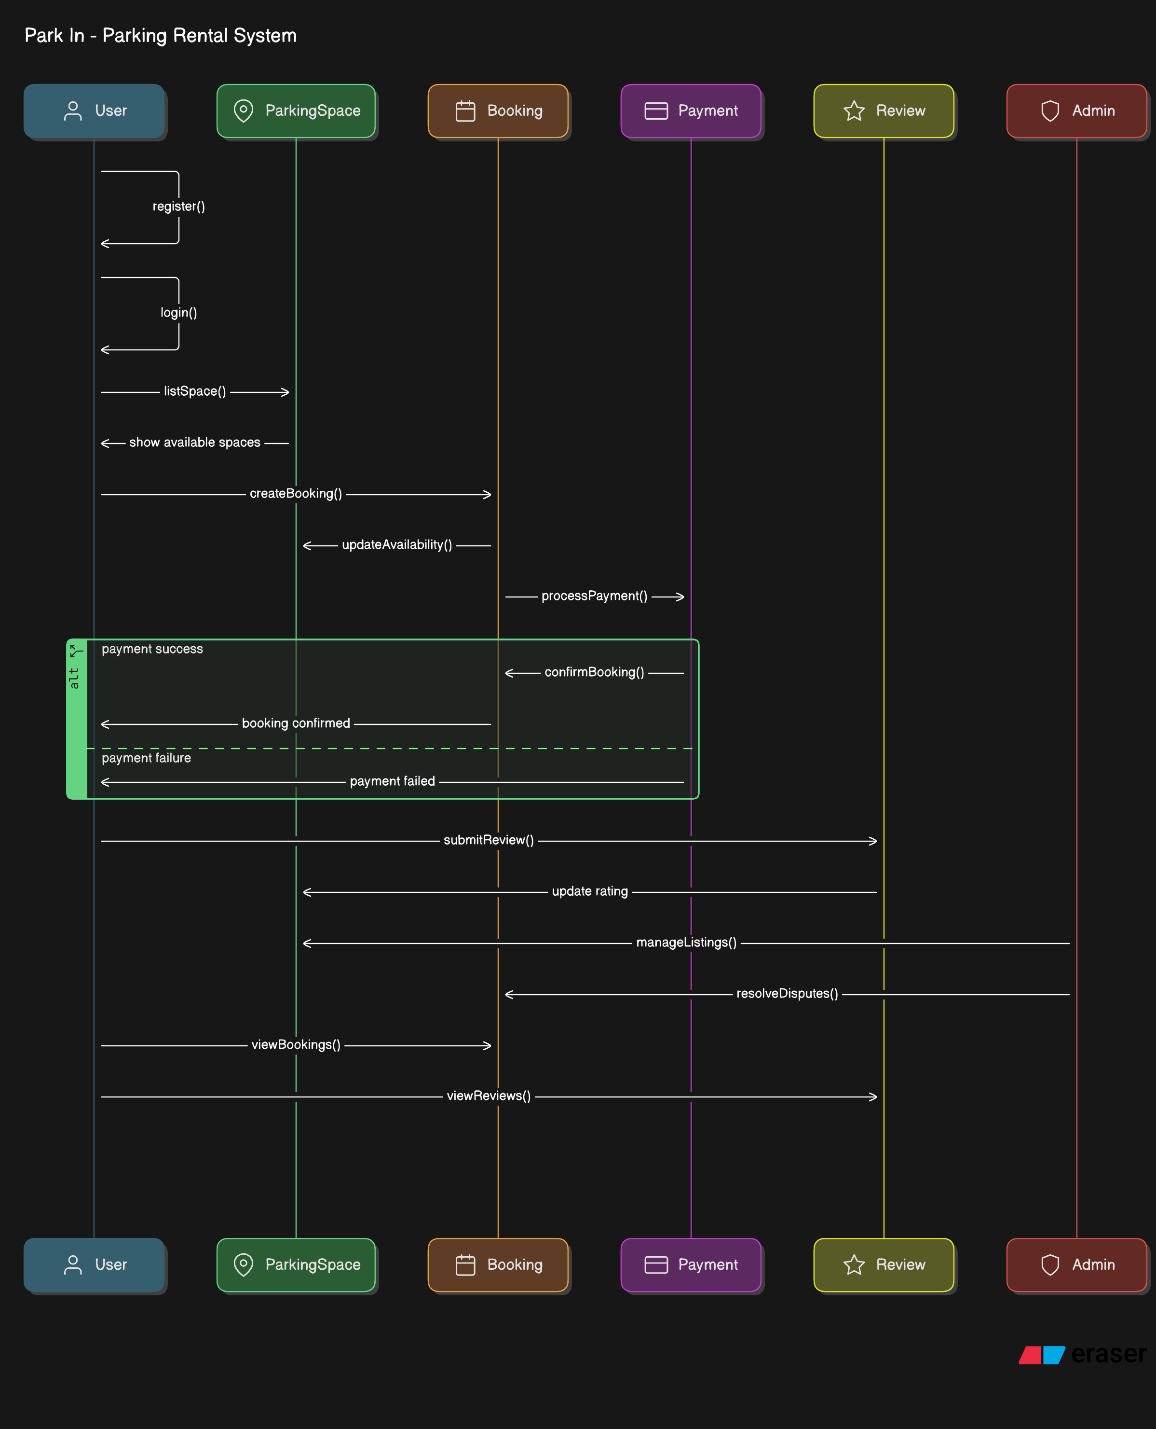 Park In - Parking Rental System
User
ParkingSpace
Booking
Payment
Review
Admin
register()
login()
listSpace()
show available spaces
createBooking()
updateAvailability()
processPayment()
alt
payment success
confirmBooking()
booking confirmed
payment failure
payment failed
submitReview()
update rating
manageListings()
resolveDisputes()
viewBookings()
viewReviews()
User
ParkingSpace
Booking
Payment
Review
Admin
eraser